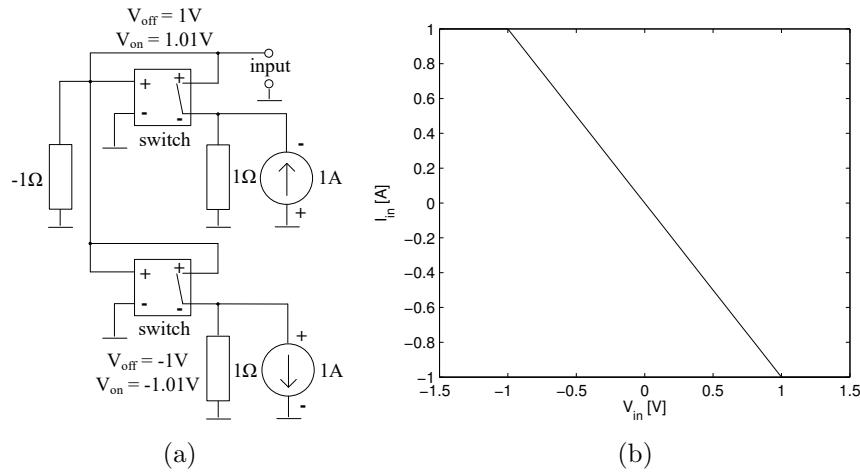 V_off = 1V
V_on = 1.01V
input
+ +
- -
switch
-
-1Ω 1Ω 1A
+
+ +
- -
switch
+
V_off = -1V
V_on = -1.01V
1Ω 1A
-
(a)
1
0.8
0.6
0.4
0.2
0
−0.2
−0.4
−0.6
−0.8
−1
I_in [A]
−1.5 −1 −0.5 0 0.5 1 1.5
V_in [V]
(b)